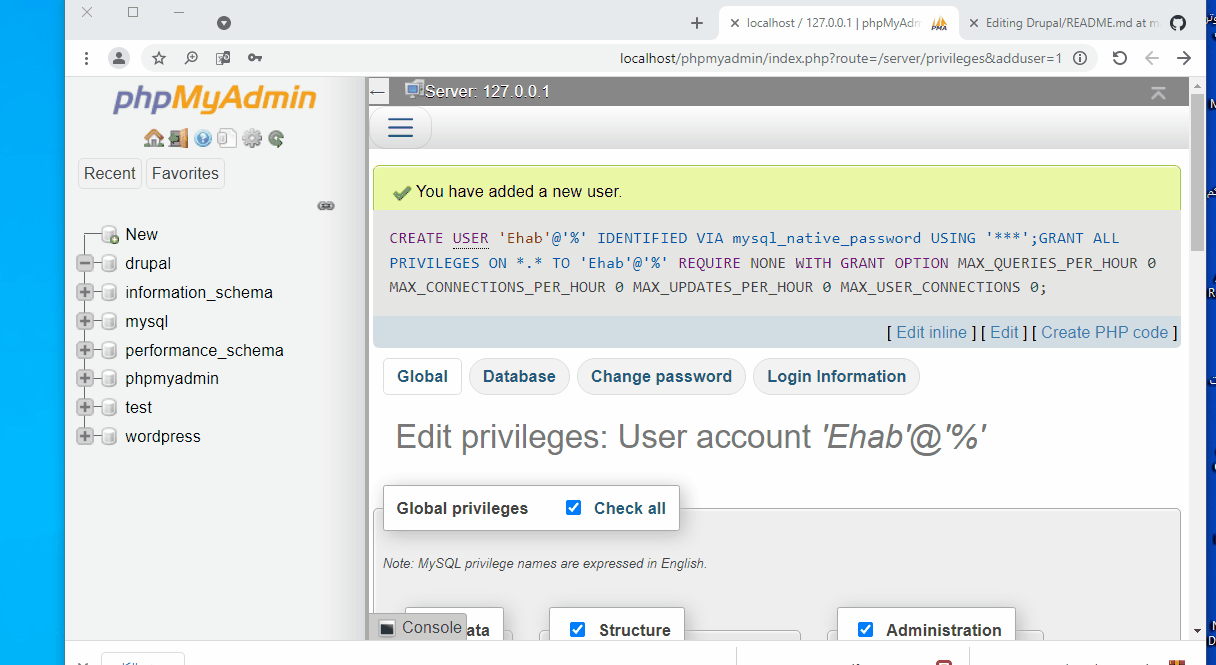 localhost / 127.0.0.1 | phpMyAdm
PMA
Editing Drupal/README.md at m
localhost/phpmyadmin/index.php?route=/server/privileges&adduser=1
phpMyAdmin
Recent
Favorites
New
drupal
information_schema
mysql
performance_schema
phpmyadmin
test
wordpress
Server: 127.0.0.1
You have added a new user.
CREATE USER 'Ehab'@'%' IDENTIFIED VIA mysql_native_password USING '***';GRANT ALL
PRIVILEGES ON *.* TO 'Ehab'@'%' REQUIRE NONE WITH GRANT OPTION MAX_QUERIES_PER_HOUR 0
MAX_CONNECTIONS_PER_HOUR 0 MAX_UPDATES_PER_HOUR 0 MAX_USER_CONNECTIONS 0;
[ Edit inline ] [ Edit ] [ Create PHP code ]
Global
Database
Change password
Login Information
Edit privileges: User account 'Ehab'@'%'
Global privileges
Check all
Note: MySQL privilege names are expressed in English.
Console
ata
Structure
Administration